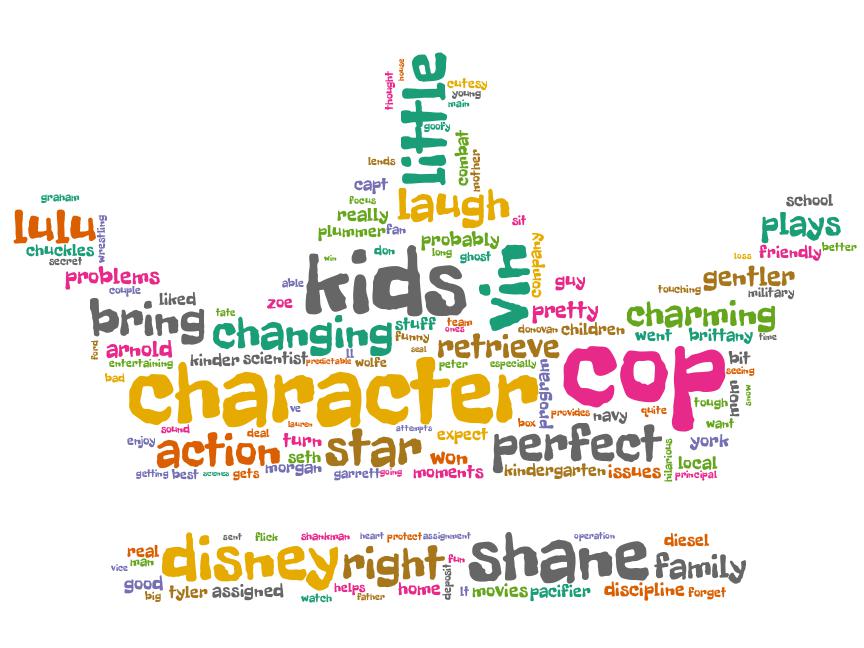 house
thought
little
cutesy
young
main
goofy
combat
mother
lends
capt
focus
laugh
really
sit
plummer
fan
probably
graham
lulu
wrestling
chuckles
secret
problems
couple
school
plays
better
friendly
loss
gentler
touching
military
win
don
long
ghost
company
able
kids
vin
guy
zoe
pretty
liked
bring
tate
changing
stuff
team
ones
funny
seal
donovan
children
charming
went
brittany
time
ford
arnold
entertaining
kinder
scientist
predictable
ll
wolfe
retrieve
peter
especially
cop
bit
seeing
bad
character
program
ve
lauren
attempts
box
provides
navy
quite
tough
mom
snow
want
sound
enjoy
action
deal
turn
seth
star
expect
won
perfect
hilarious
york
local
principal
getting
best
scenes
gets
morgan
garrett
going
moments
kindergarten
issues
sent
flick
shankman
heart
protect
assignment
operation
diesel
real
vice
man
disney
right
fun
shane
family
good
big
tyler
assigned
watch
helps
father
home
deposit
lt
movies
pacifier
discipline
forget